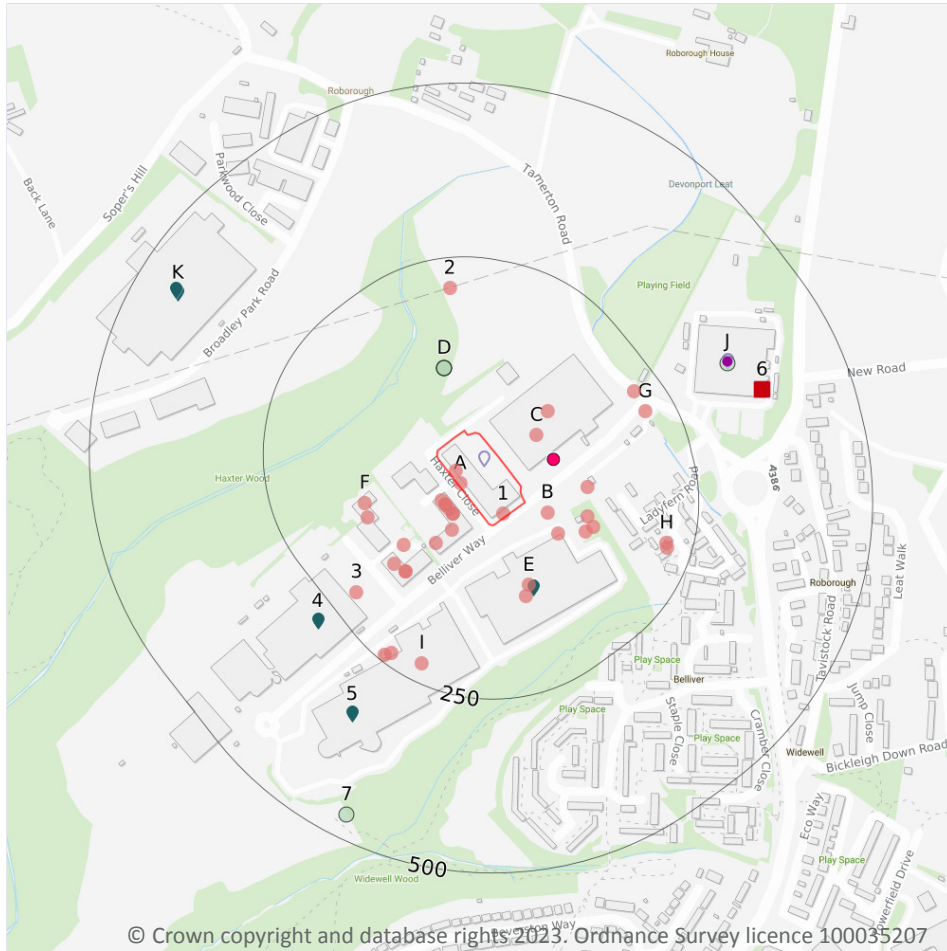 Roborough House
Roborough
Tamerton Road
Parkwood Close
Soper's Hill
Back Lane
Devonport Leat
K
2
Playing Field
Broadley Park Road
D
J
6
New Road
G
C
A386
Haxter Wood
F
A
Haxter Close
1
B
Ladyfern Road
H
Belliver Way
E
3
4
Roborough
Leat Walk
Tavistock Road
I
Play Space
Belliver
250
5
Play Space
Staple Close
Play Space
Cramber Close
Jump Close
Widewell
Bickleigh Down Road
7
Eco Way
500
Widewell Wood
Play Space
© Crown copyright and database rights 2023. Ordnance Survey licence 100035207